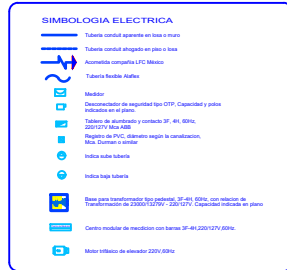 SIMBOLOGIA ELECTRICA
Tuberia conduit aparente en losa o muro
Tuberia conduit ahogado en piso o losa
Acometida compañia LFC México
Tubería flexible Alaflex
Medidor
Desconectador de seguridad tipo OTP, Capacidad y polos
indicados en el plano.
Tablero de alumbrado y contacto 3F, 4H, 60Hz,
220/127V Mca ABB
Registro de PVC, diámetro según la canalizacion,
Mca. Durman o similar
Indica sube tuberia
Indica baja tuberia
Base para transformador tipo pedestal, 3F-4H, 60Hz, con relacion de
Transformación de 23000/13279V - 220/127V. Capacidad indicada en plano
Centro modular de medicion con barras 3F-4H,220/127V,60Hz.
Motor trifásico de elevador 220V,60Hz